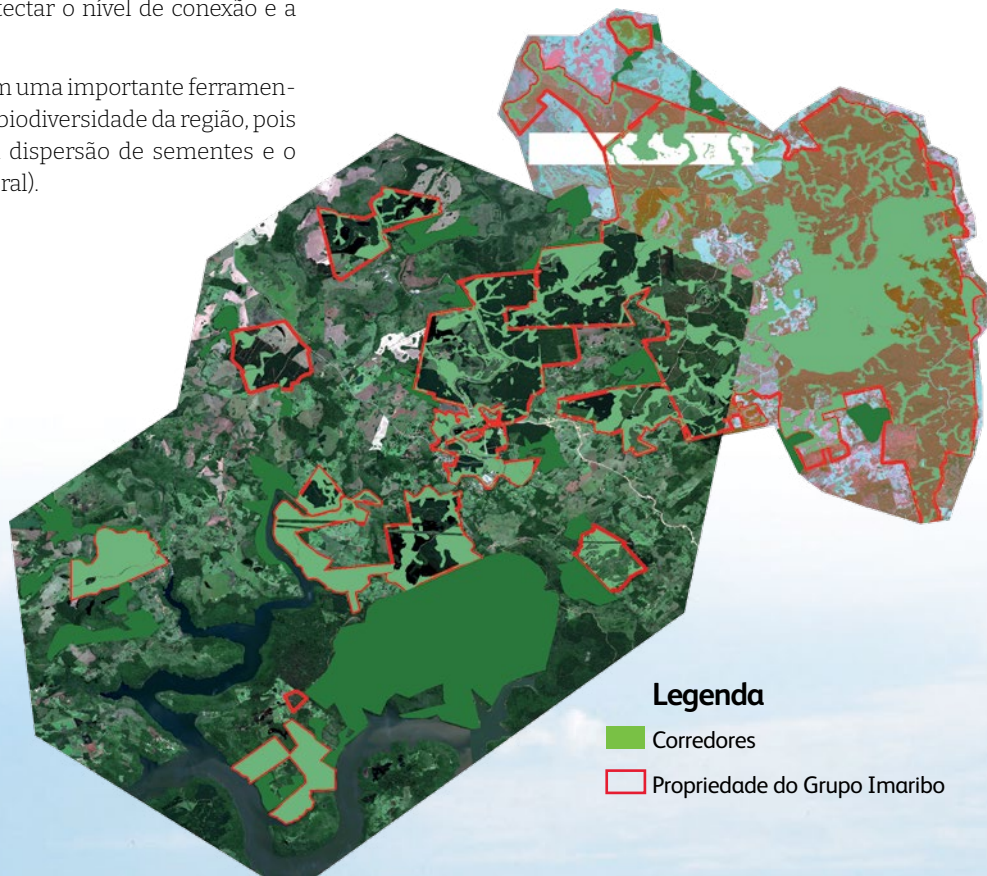 tectar o nível de conexão e a
m uma importante ferramen-
biodiversidade da região, pois
dispersão de sementes e o
ral).
Legenda
Corredores
Propriedade do Grupo Imaribo